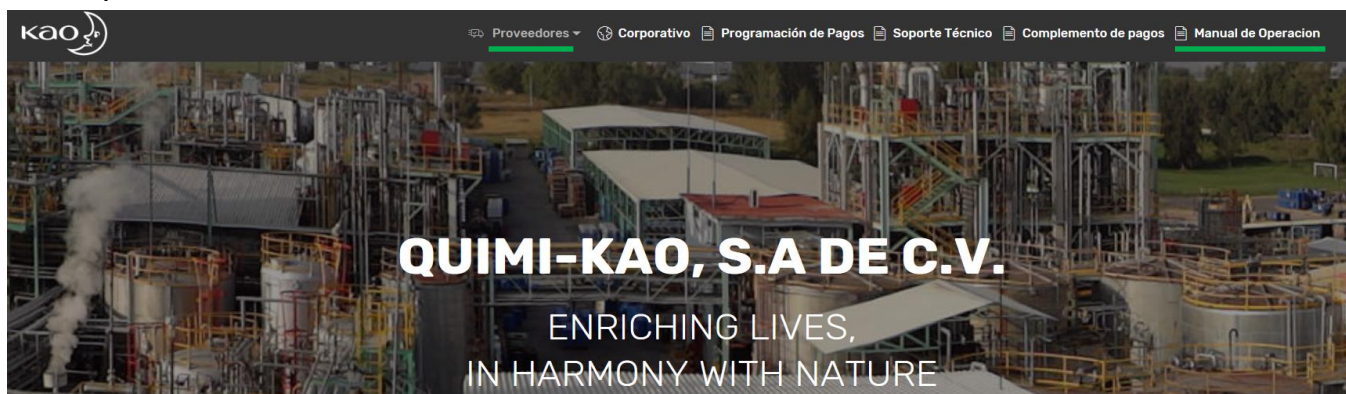 Kao
Proveedores Corporativo Programación de Pagos Soporte Técnico Complemento de pagos Manual de Operacion
QUIMI-KAO, S.A DE C.V.
ENRICHING LIVES,
IN HARMONY WITH NATURE